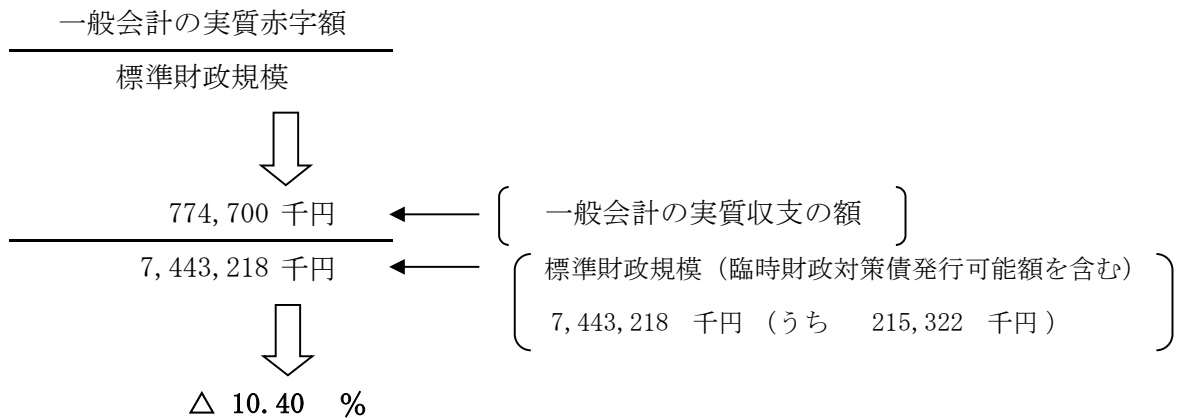 一般会計の実質赤字額
標準財政規模
774,700 千円
一般会計の実質収支の額
7,443,218 千円
標準財政規模（臨時財政対策債発行可能額を含む）
7,443,218 千円 （うち 215,322 千円 ）
△ 10.40 %